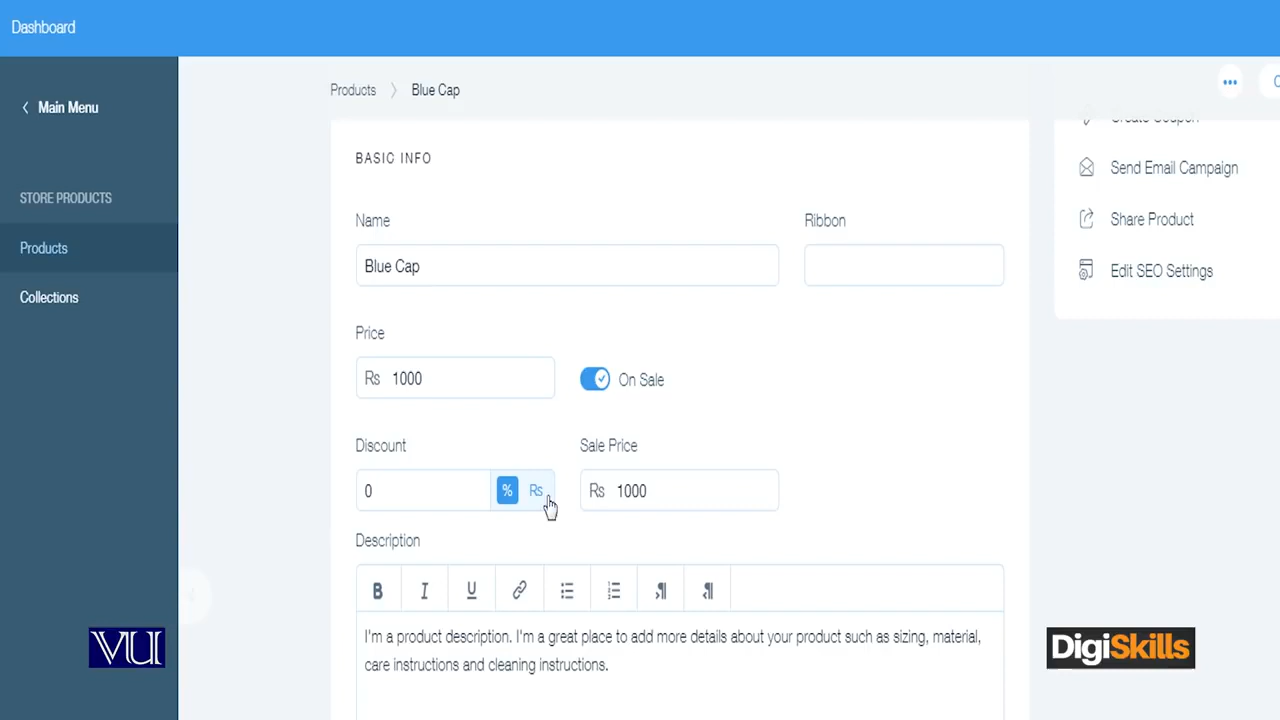 Dashboard
Main Menu
STORE PRODUCTS
Products
Collections
Products Blue Cap
BASIC INFO
Name
Ribbon
Blue Cap
Price
Rs 1000
On Sale
Discount
Sale Price
0 % Rs
Rs 1000
Description
B I U
I'm a product description. I'm a great place to add more details about your product such as sizing, material,
care instructions and cleaning instructions.
Create Coupon
Send Email Campaign
Share Product
Edit SEO Settings
VU
DigiSkills